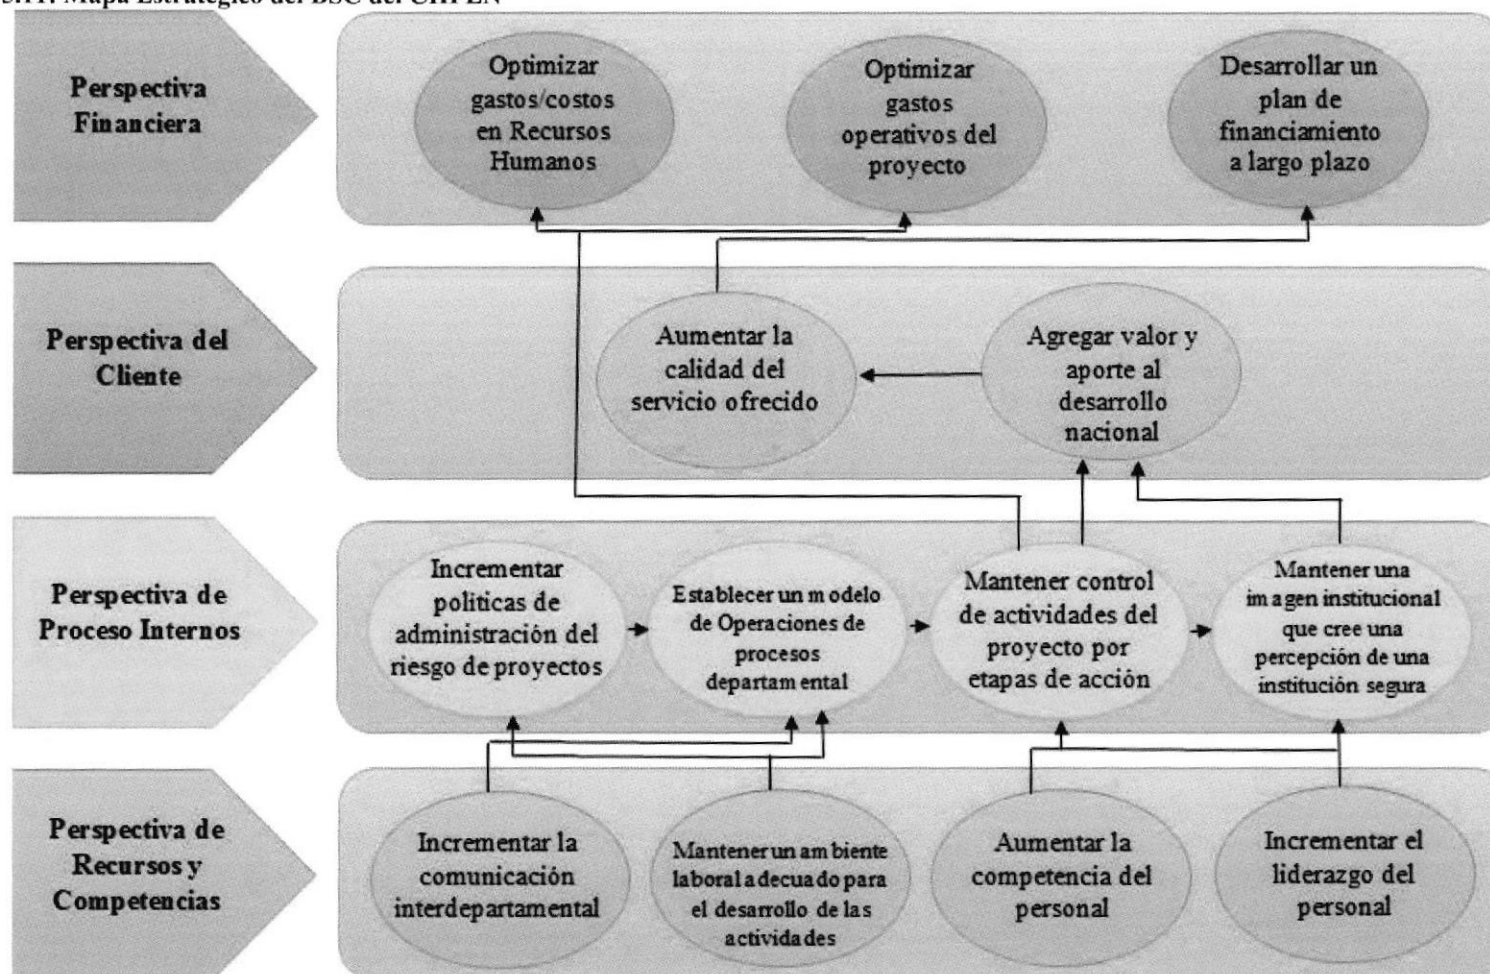 Perspectiva
Financiera
Optimizar
gastos/costos
en Recursos
Humanos
Optimizar
gastos
operativos del
proyecto
Desarrollar un
plan de
financiamiento
a largo plazo
Perspectiva del
Cliente
Aumentar la
calidad del
servicio ofrecido
Agregar valor y
aporte al
desarrollo
nacional
Perspectiva de
Proceso Internos
Incrementar
políticas de
administración del
riesgo de proyectos
Establecer un modelo
de Operaciones de
procesos
departamental
Mantener control
de actividades del
proyecto por
etapas de acción
Mantener una
imagen institucional
que cree una
percepción de una
institución segura
Perspectiva de
Recursos y
Competencias
Incrementar la
comunicación
interdepartamental
Mantener un ambiente
laboral adecuado para
el desarrollo de las
actividades
Aumentar la
competencia del
personal
Incrementar el
liderazgo del
personal